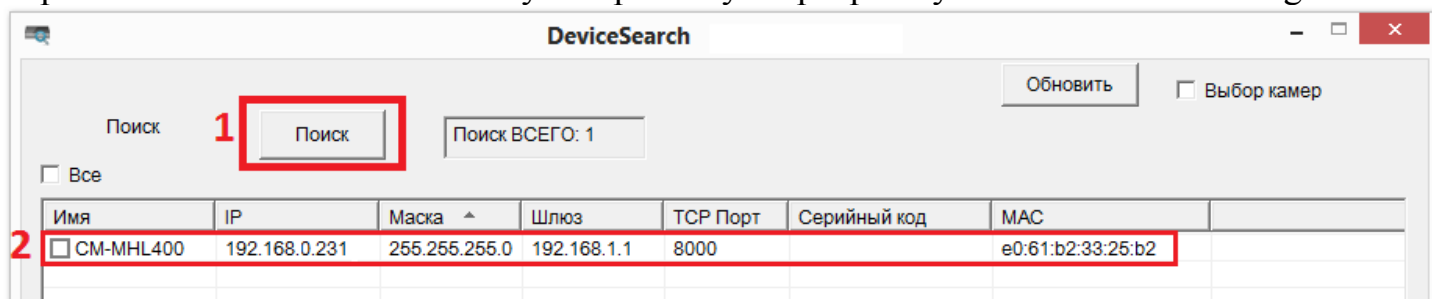 DeviceSearch
Обновить
Выбор камер
Поиск
1
Поиск
Поиск ВСЕГО: 1
Все
Имя IP Маска Шлюз TCP Порт Серийный код MAC
2 CM-MHL400 192.168.0.231 255.255.255.0 192.168.1.1 8000 e0:61:b2:33:25:b2